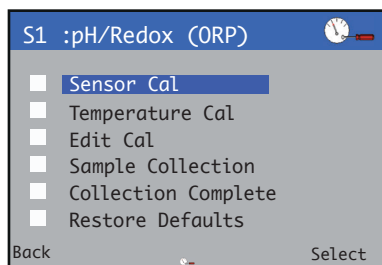 S1 :pH/Redox (ORP)
Sensor Cal
Temperature Cal
Edit Cal
Sample Collection
Collection Complete
Restore Defaults
Back Select